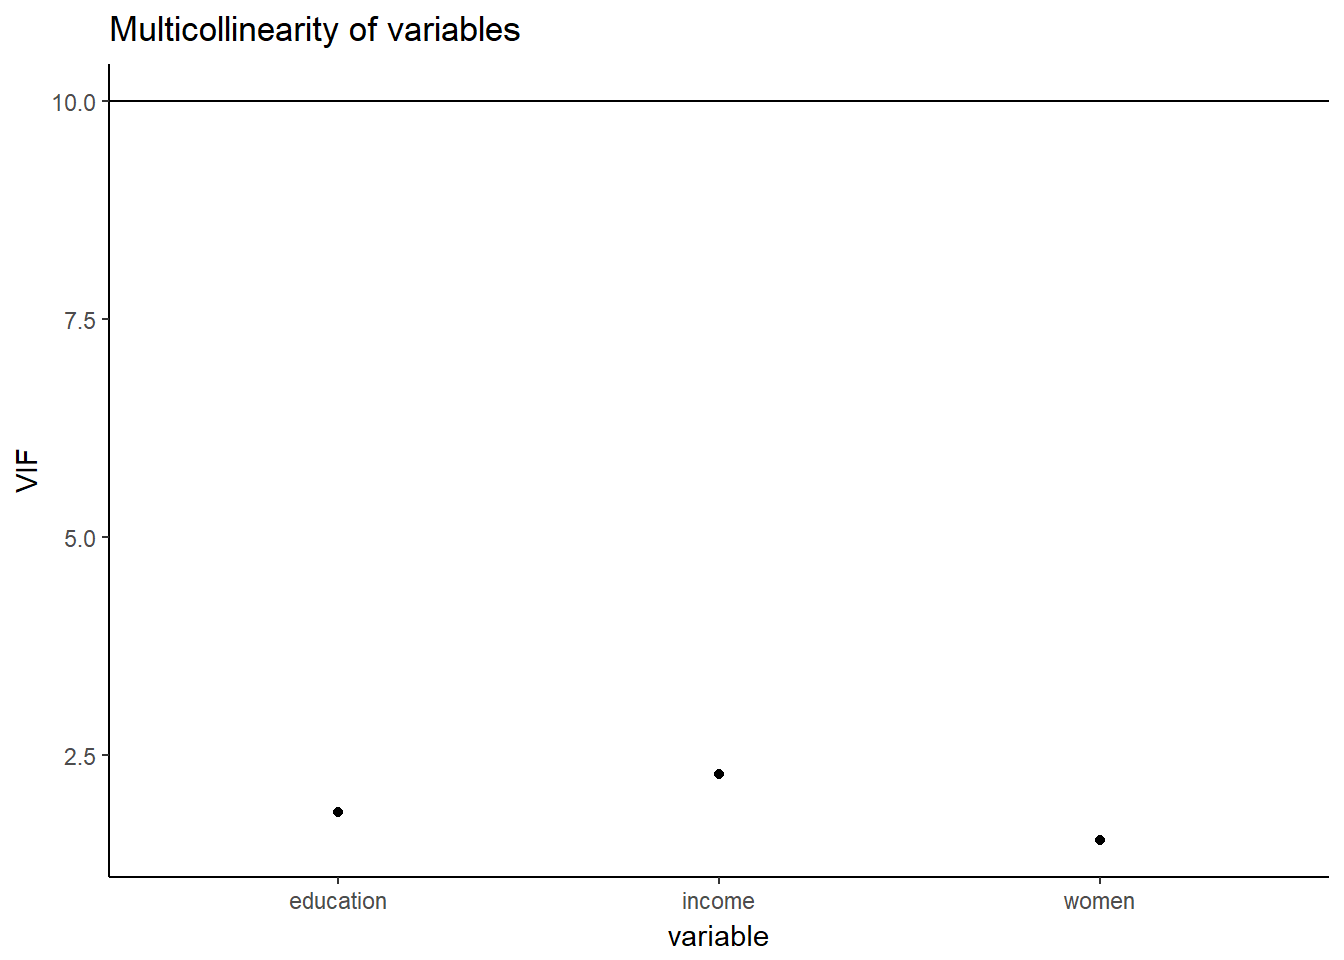 Multicollinearity of variables
10.0
7.5
5.0
2.5
VIF
education income women
variable